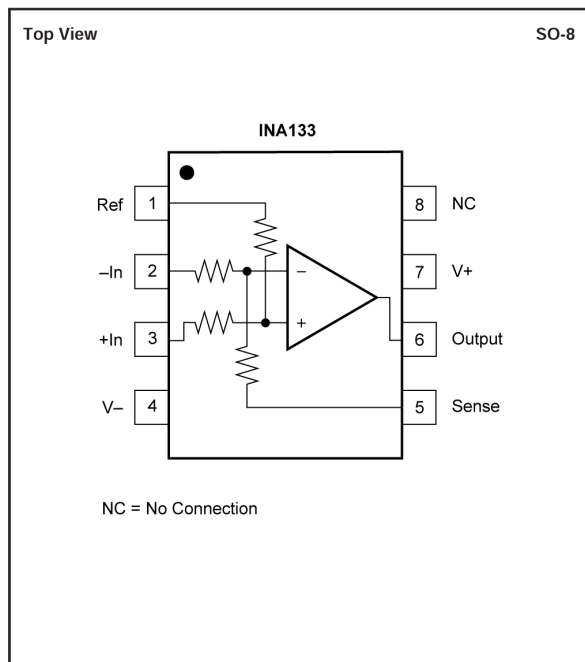 Top View SO-8
INA133
Ref 1 8 NC
–In 2 – 7 V+
+In 3 + 6 Output
V– 4 5 Sense
NC = No Connection